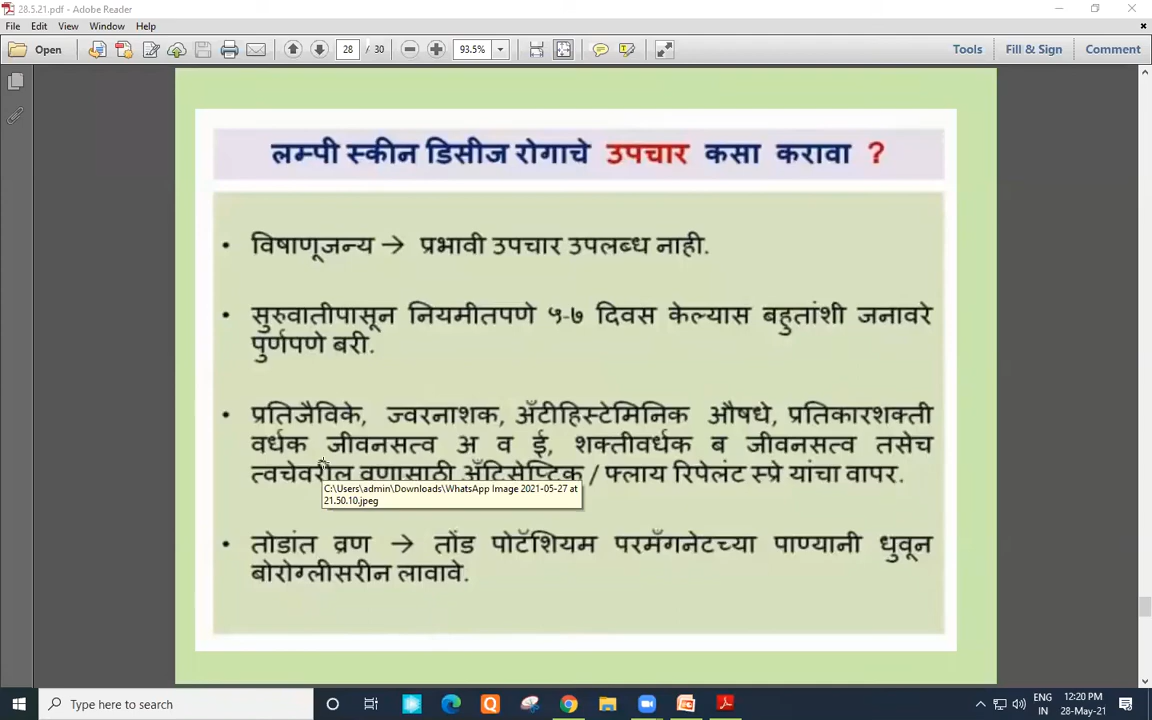 28.5.21.pdf - Adobe Reader
File Edit View Window Help
Open 28 / 30 93.5% Tools Fill & Sign Comment
लम्पी स्कीन डिसीज रोगाचे उपचार कसा करावा ?
• विषाणूजन्य → प्रभावी उपचार उपलब्ध नाही.
• सुरुवातीपासून नियमीतपणे ५-७ दिवस केल्यास बहुतांशी जनावरे
पुर्णपणे बरी.
• प्रतिजैविके, ज्वरनाशक, अँटीहिस्टेमिनिक औषधे, प्रतिकारशक्ती
वर्धक जीवनसत्व अ व ई, शक्तीवर्धक ब जीवनसत्व तसेच
त्वचेवरील व्रणासाठी अँटिसेप्टिक / फ्लाय रिपेलंट स्प्रे यांचा वापर.
C:\Users\admin\Downloads\WhatsApp Image 2021-05-27 at
21.50.10.jpeg
• तोडांत व्रण → तोंड पोटॅशियम परमँगनेटच्या पाण्यानी धुवून
बोरोग्लीसरीन लावावे.
Type here to search
ENG 12:20 PM
IN 28-May-21